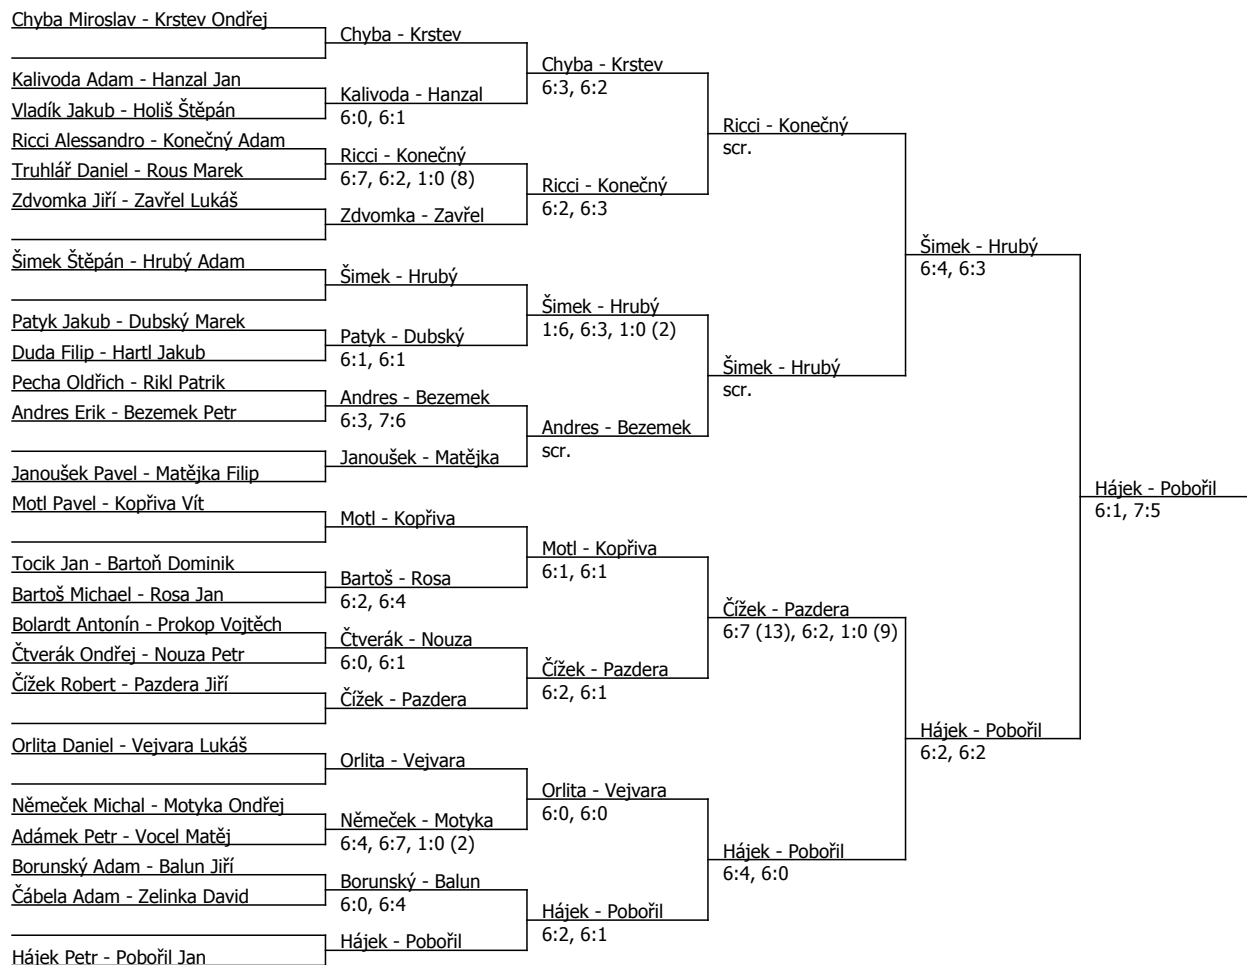 Chyba Miroslav - Krstev Ondřej
Kalivoda Adam - Hanzal Jan
Vladík Jakub - Holiš Štěpán
Ricci Alessandro - Konečný Adam
Truhlář Daniel - Rous Marek
Zdvomka Jiří - Zavřel Lukáš
Šimek Štěpán - Hrubý Adam
Patyk Jakub - Dubský Marek
Duda Filip - Hartl Jakub
Pecha Oldřich - Rikl Patrik
Andres Erik - Bezemek Petr
Janoušek Pavel - Matějka Filip
Motl Pavel - Kopřiva Vít
Tocik Jan - Bartoň Dominik
Bartoš Michael - Rosa Jan
Bolardt Antonín - Prokop Vojtěch
Čtverák Ondřej - Nouza Petr
Čížek Robert - Pazdera Jiří
Orlita Daniel - Vejvara Lukáš
Němeček Michal - Motyka Ondřej
Adámek Petr - Vocel Matěj
Borunský Adam - Balun Jiří
Čábela Adam - Zelinka David
Hájek Petr - Pobořil Jan
Chyba - Krstev
Kalivoda - Hanzal
6:0, 6:1
Ricci - Konečný
6:7, 6:2, 1:0 (8)
Zdvomka - Zavřel
Šimek - Hrubý
Patyk - Dubský
6:1, 6:1
Andres - Bezemek
6:3, 7:6
Janoušek - Matějka
Motl - Kopřiva
Bartoš - Rosa
6:2, 6:4
Čtverák - Nouza
6:0, 6:1
Čížek - Pazdera
Orlita - Vejvara
Němeček - Motyka
6:4, 6:7, 1:0 (2)
Borunský - Balun
6:0, 6:4
Hájek - Pobořil
Chyba - Krstev
6:3, 6:2
Ricci - Konečný
6:2, 6:3
Šimek - Hrubý
1:6, 6:3, 1:0 (2)
Andres - Bezemek
scr.
Motl - Kopřiva
6:1, 6:1
Čížek - Pazdera
6:2, 6:1
Orlita - Vejvara
6:0, 6:0
Hájek - Pobořil
6:2, 6:1
Ricci - Konečný
scr.
Šimek - Hrubý
scr.
Čížek - Pazdera
6:7 (13), 6:2, 1:0 (9)
Hájek - Pobořil
6:4, 6:0
Šimek - Hrubý
6:4, 6:3
Hájek - Pobořil
6:2, 6:2
Hájek - Pobořil
6:1, 7:5